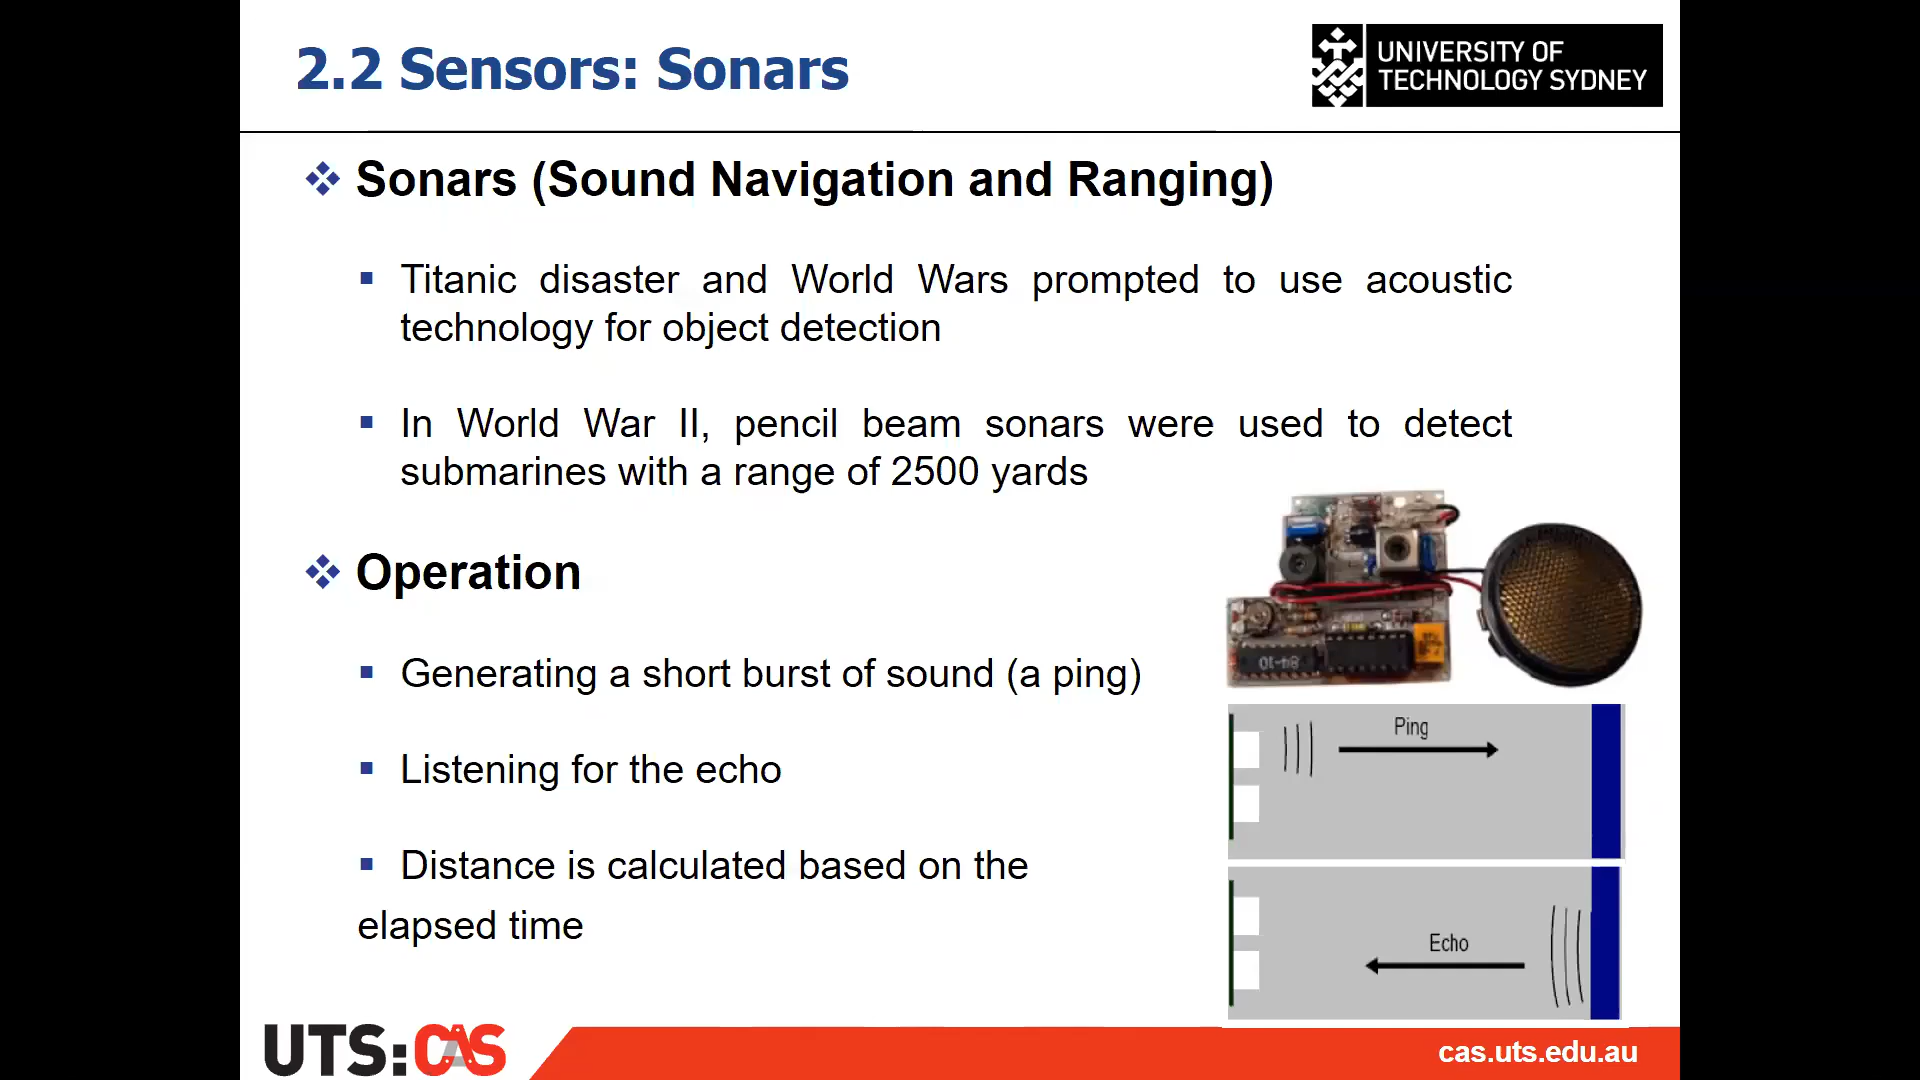 2.2 Sensors: Sonars
UNIVERSITY OF
TECHNOLOGY SYDNEY
Sonars (Sound Navigation and Ranging)
Titanic disaster and World Wars prompted to use acoustic
technology for object detection
In World War II, pencil beam sonars were used to detect
submarines with a range of 2500 yards
Operation
Generating a short burst of sound (a ping)
Listening for the echo
Distance is calculated based on the
elapsed time
84-10
Ping
Echo
UTS:CAS
cas.uts.edu.au